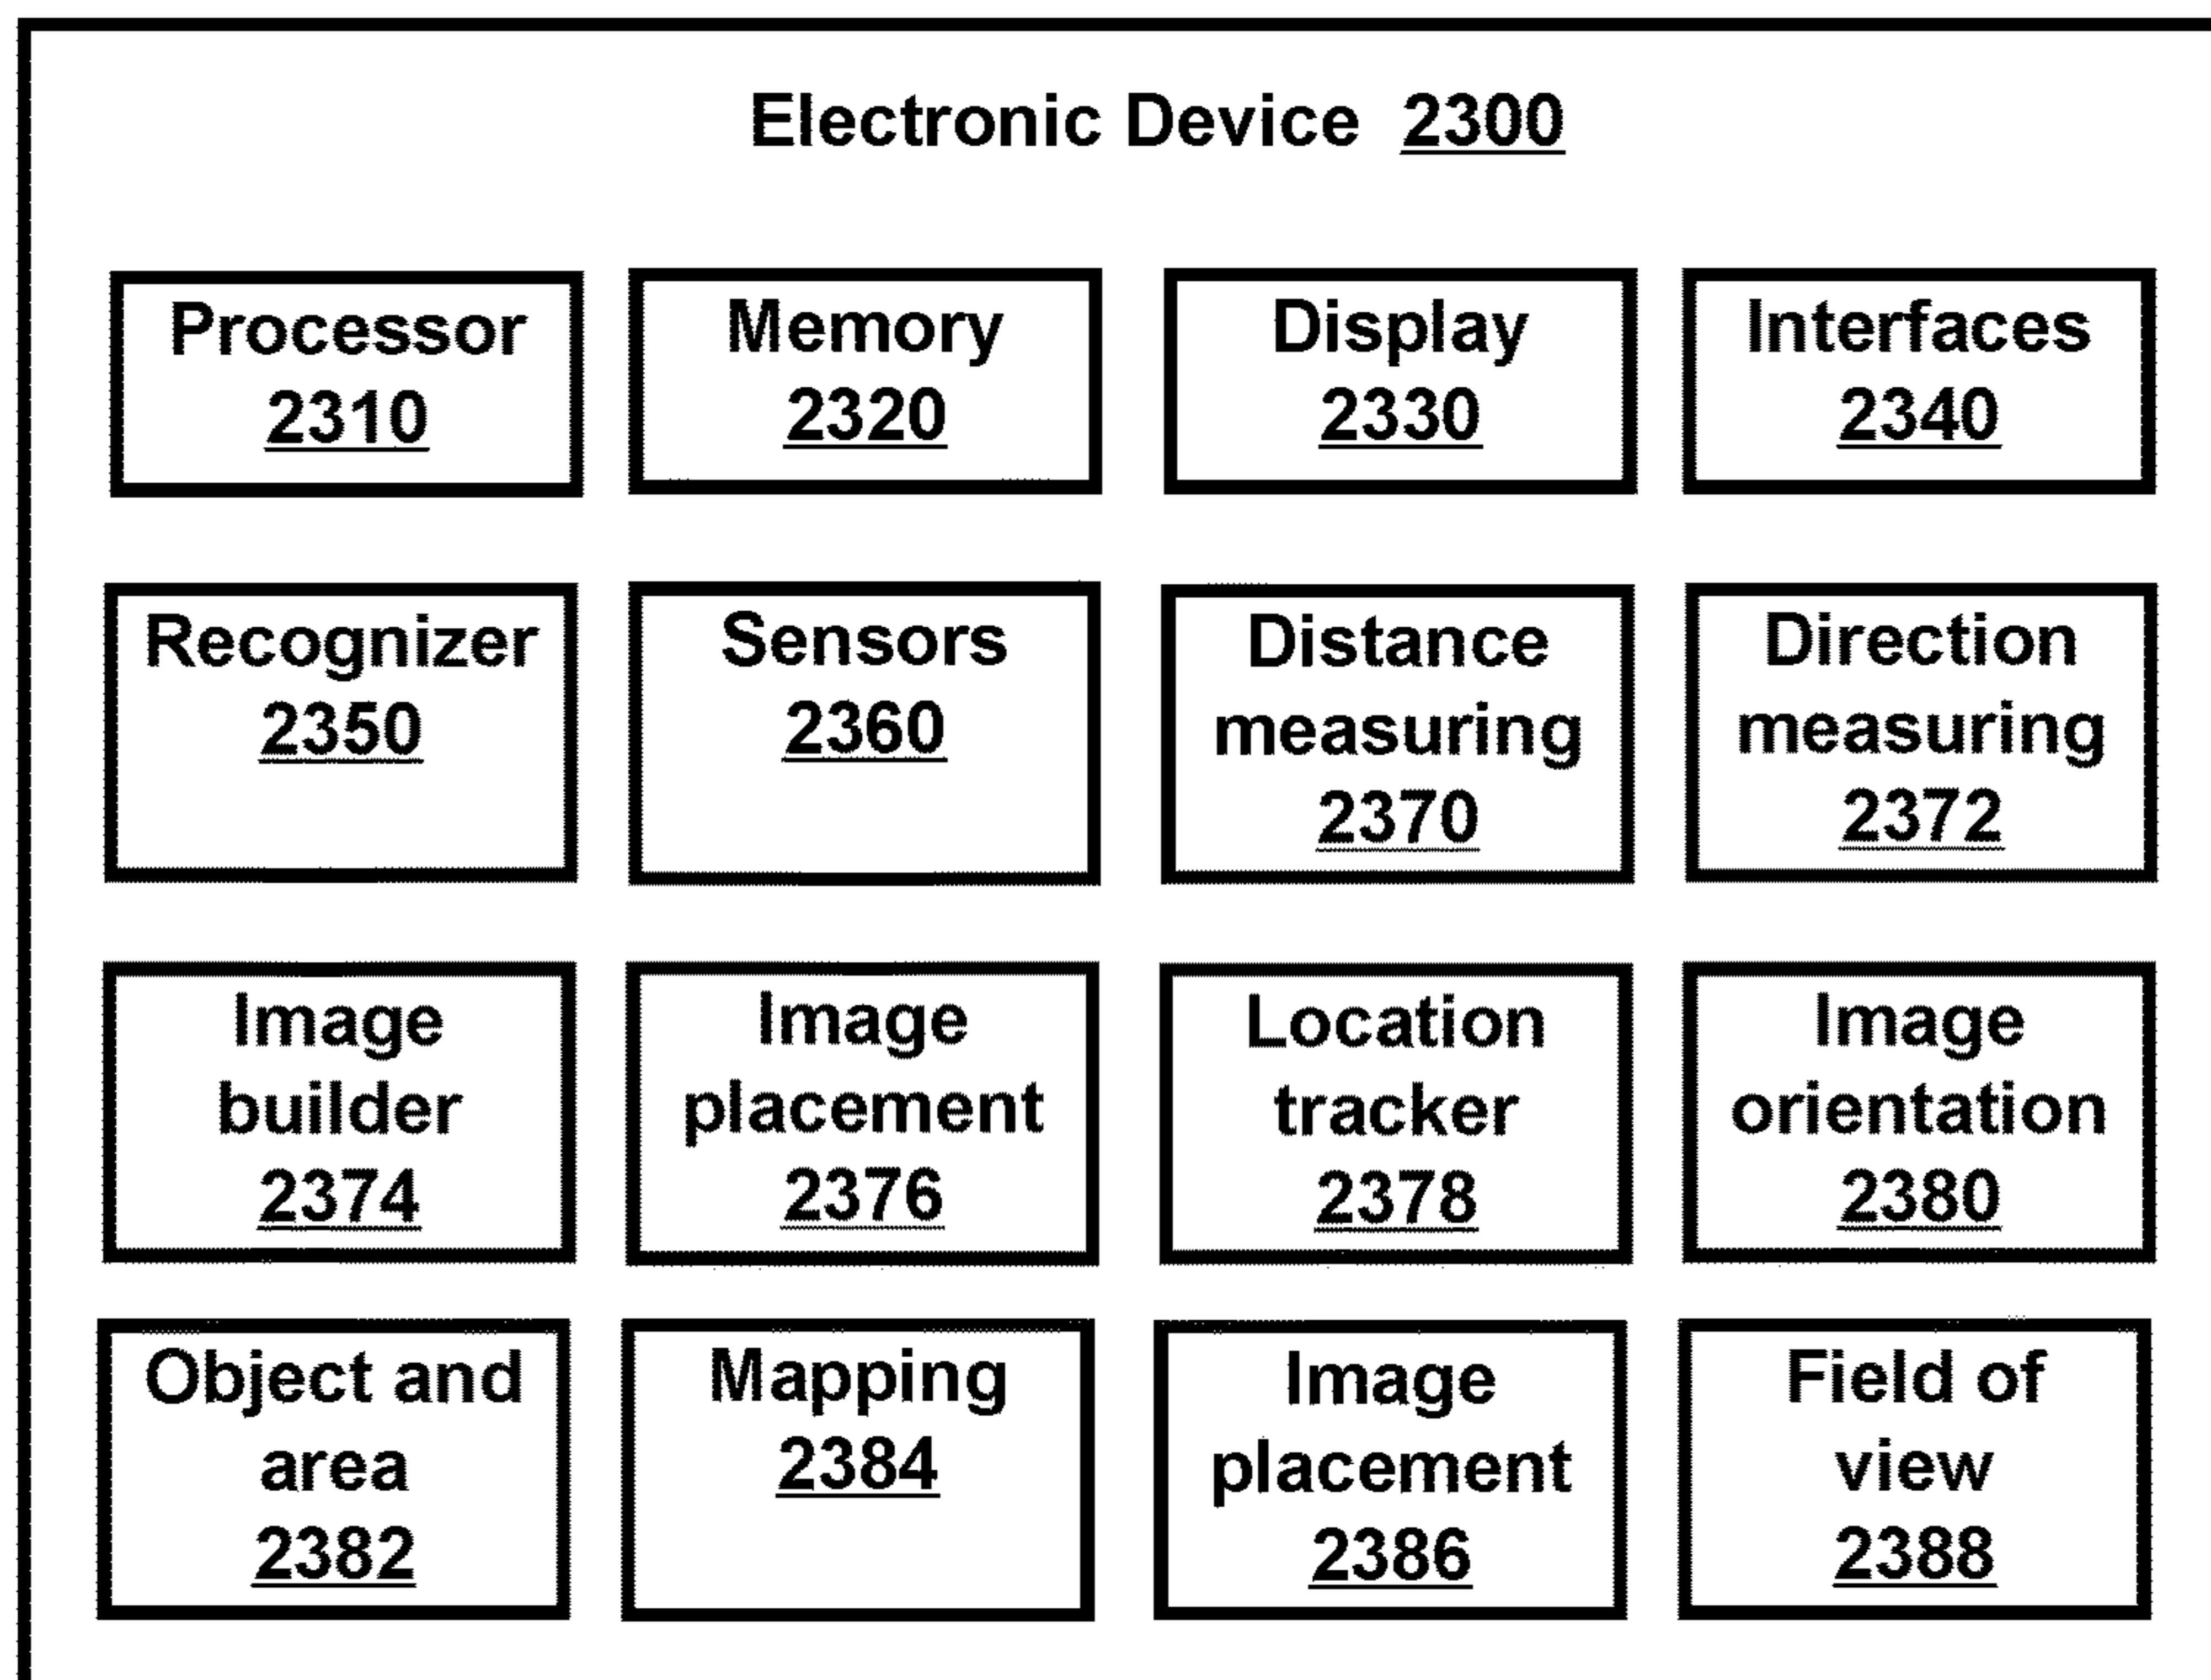 Electronic Device 2300
Processor
2310
Memory
2320
Display
2330
Interfaces
2340
Recognizer
2350
Sensors
2360
Distance
measuring
2370
Direction
measuring
2372
Image
builder
2374
Image
placement
2376
Location
tracker
2378
Image
orientation
2380
Object and
area
2382
Mapping
2384
Image
placement
2386
Field of
view
2388